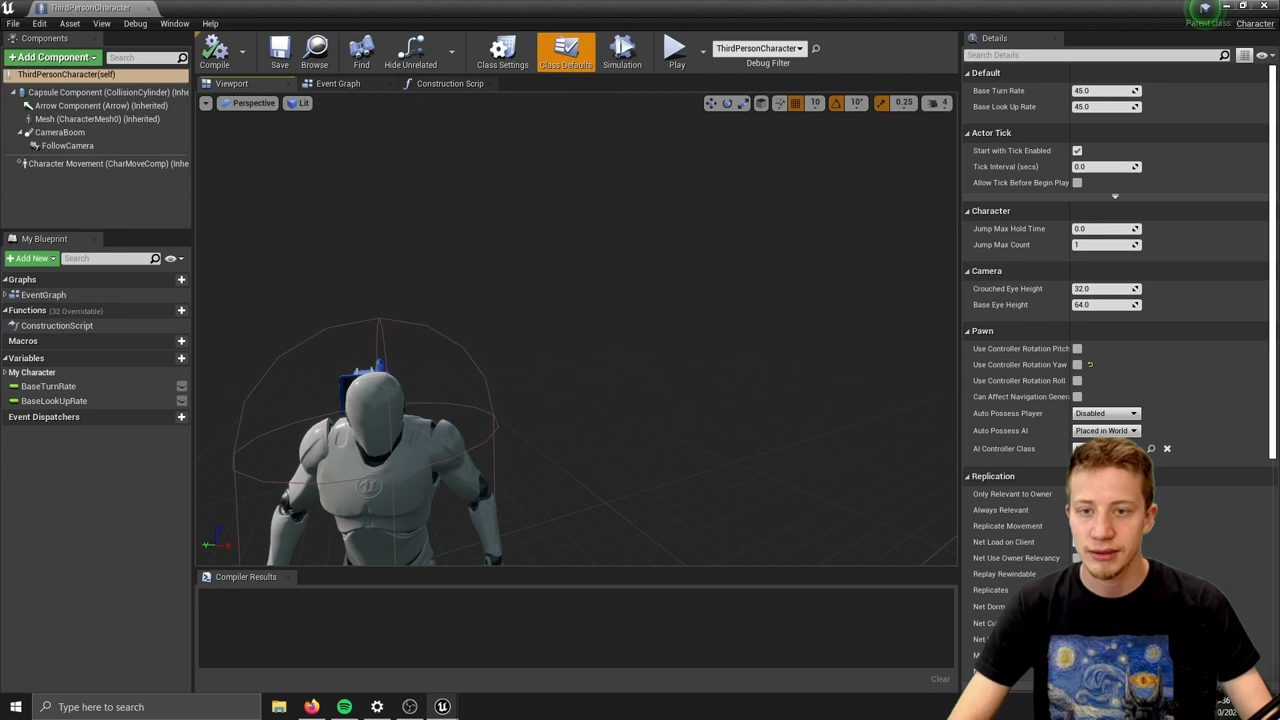 ThirdPersonCharacter
File Edit Asset View Debug Window Help
Parent class: Character
Components
+ Add Component Search
ThirdPersonCharacter(self)
Capsule Component (CollisionCylinder) (Inhe
Arrow Component (Arrow) (Inherited)
Mesh (CharacterMesh0) (Inherited)
CameraBoom
FollowCamera
Character Movement (CharMoveComp) (Inhe
My Blueprint
+ Add New Search
Graphs
EventGraph
Functions (32 Overridable)
ConstructionScript
Macros
Variables
My Character
BaseTurnRate
BaseLookUpRate
Event Dispatchers
Compile Save Browse Find Hide Unrelated Class Settings Class Defaults Simulation Play
ThirdPersonCharacter
Debug Filter
Viewport Event Graph Construction Scrip
Perspective Lit 10 10° 0.25 4
Compiler Results
Clear
Details
Search Details
Default
Base Turn Rate 45.0
Base Look Up Rate 45.0
Actor Tick
Start with Tick Enabled
Tick Interval (secs) 0.0
Allow Tick Before Begin Play
Character
Jump Max Hold Time 0.0
Jump Max Count 1
Camera
Crouched Eye Height 32.0
Base Eye Height 64.0
Pawn
Use Controller Rotation Pitch
Use Controller Rotation Yaw
Use Controller Rotation Roll
Can Affect Navigation Genera
Auto Possess Player Disabled
Auto Possess AI Placed in World
AI Controller Class
Replication
Only Relevant to Owner
Always Relevant
Replicate Movement
Net Load on Client
Net Use Owner Relevancy
Replay Rewindable
Replicates
Net Dorm
Type here to search